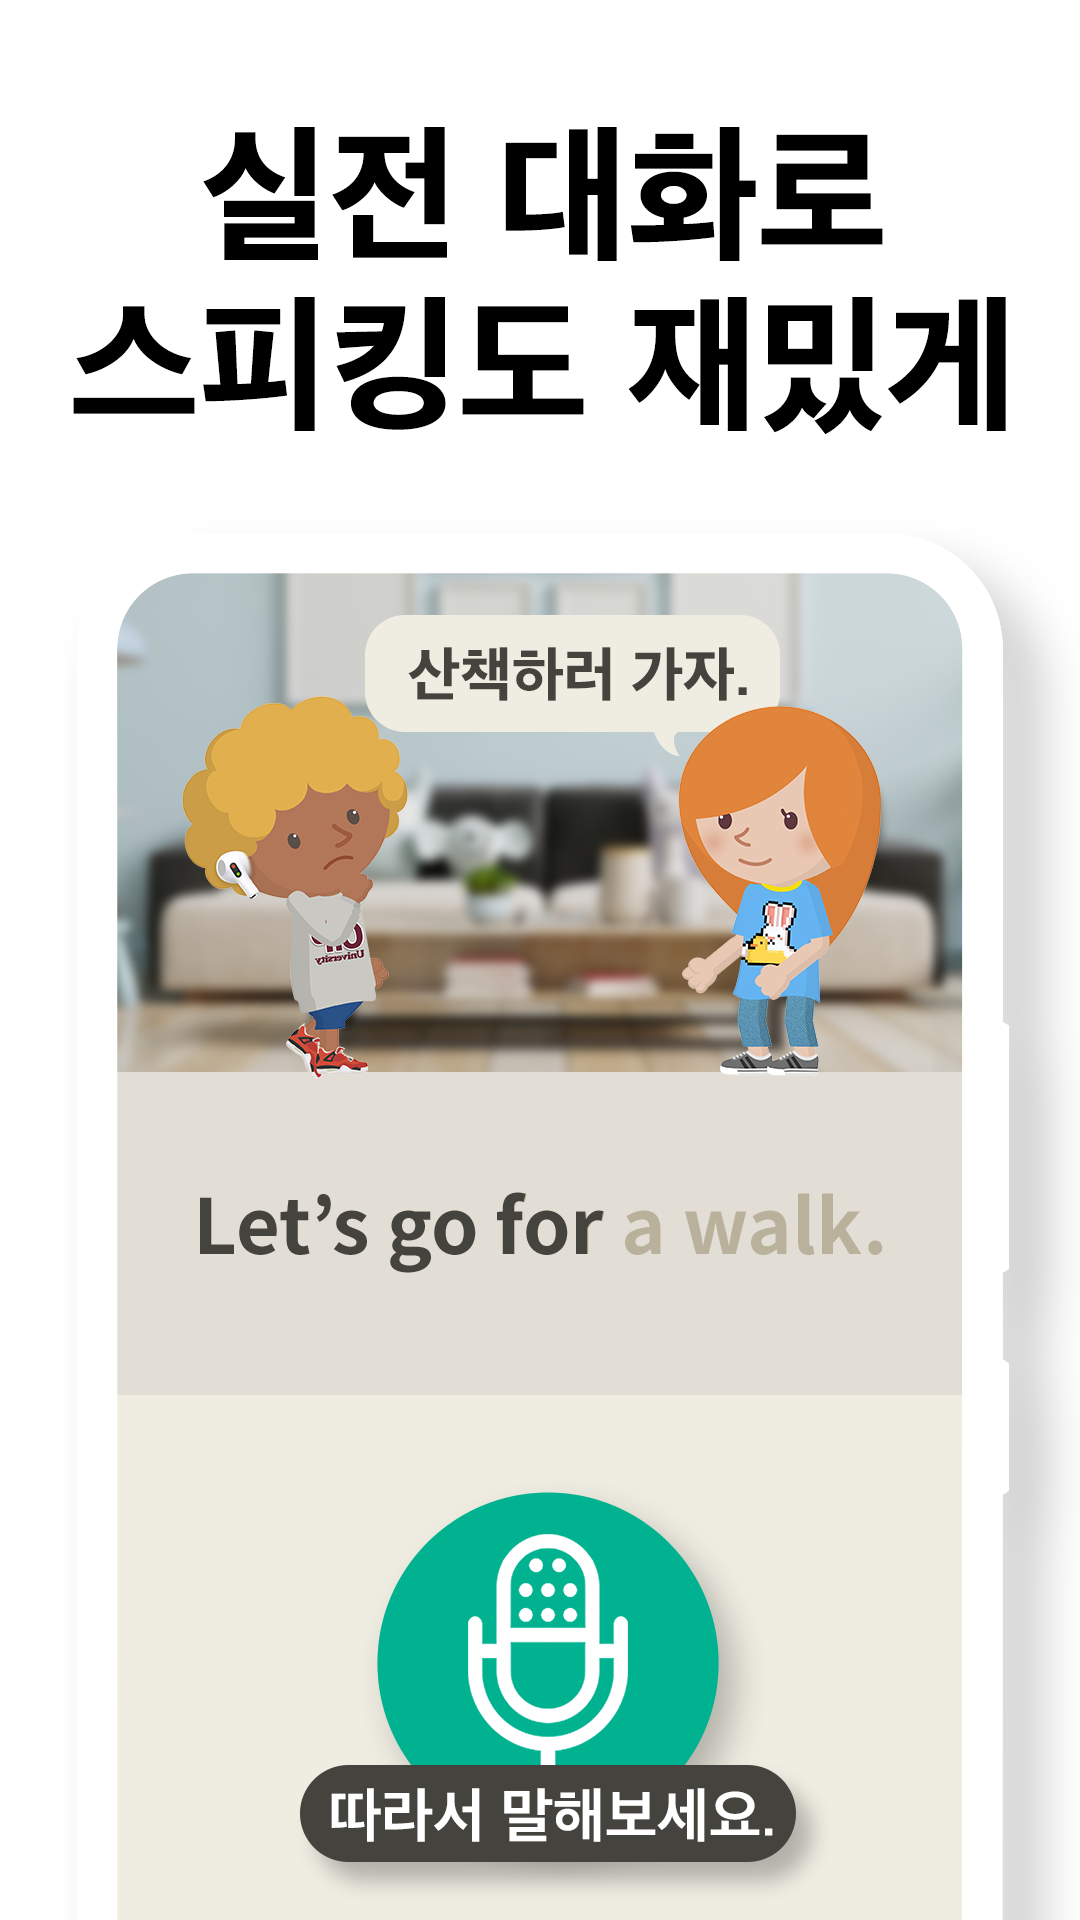 실전 대화로
스피킹도 재밌게
산책하러 가자.
University
Let’s go for a walk.
따라서 말해보세요.